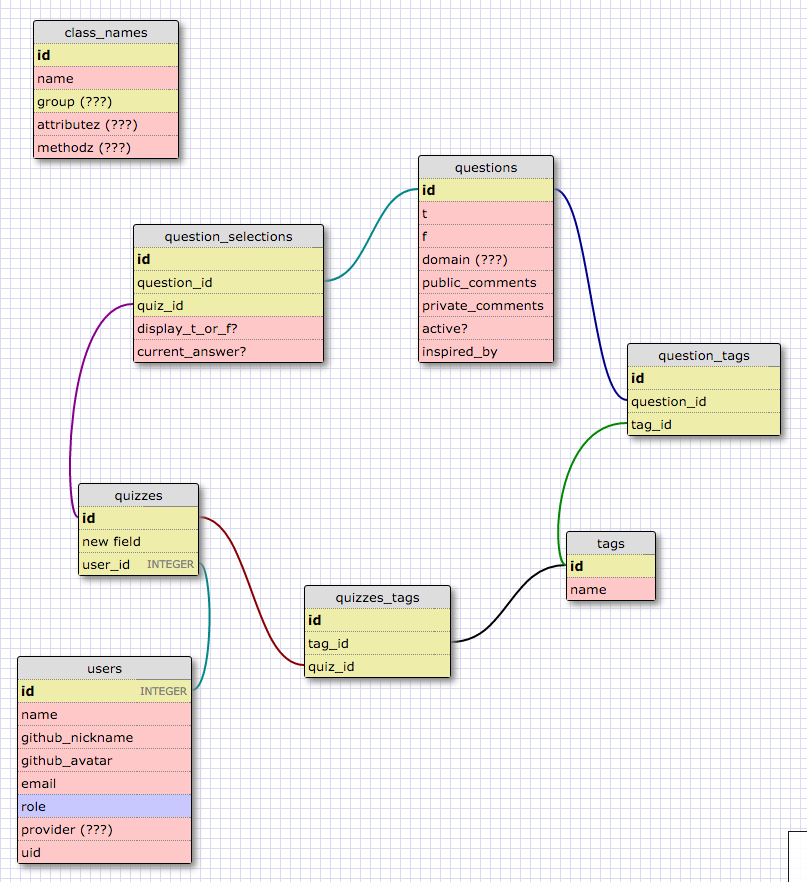 class_names
id
name
group (???)
attributez (???)
methodz (???)
questions
id
t
f
domain (???)
public_comments
private_comments
active?
inspired_by
question_selections
id
question_id
quiz_id
display_t_or_f?
current_answer?
question_tags
id
question_id
tag_id
quizzes
id
new field
user_id INTEGER
tags
id
name
quizzes_tags
id
tag_id
quiz_id
users
id INTEGER
name
github_nickname
github_avatar
email
role
provider (???)
uid